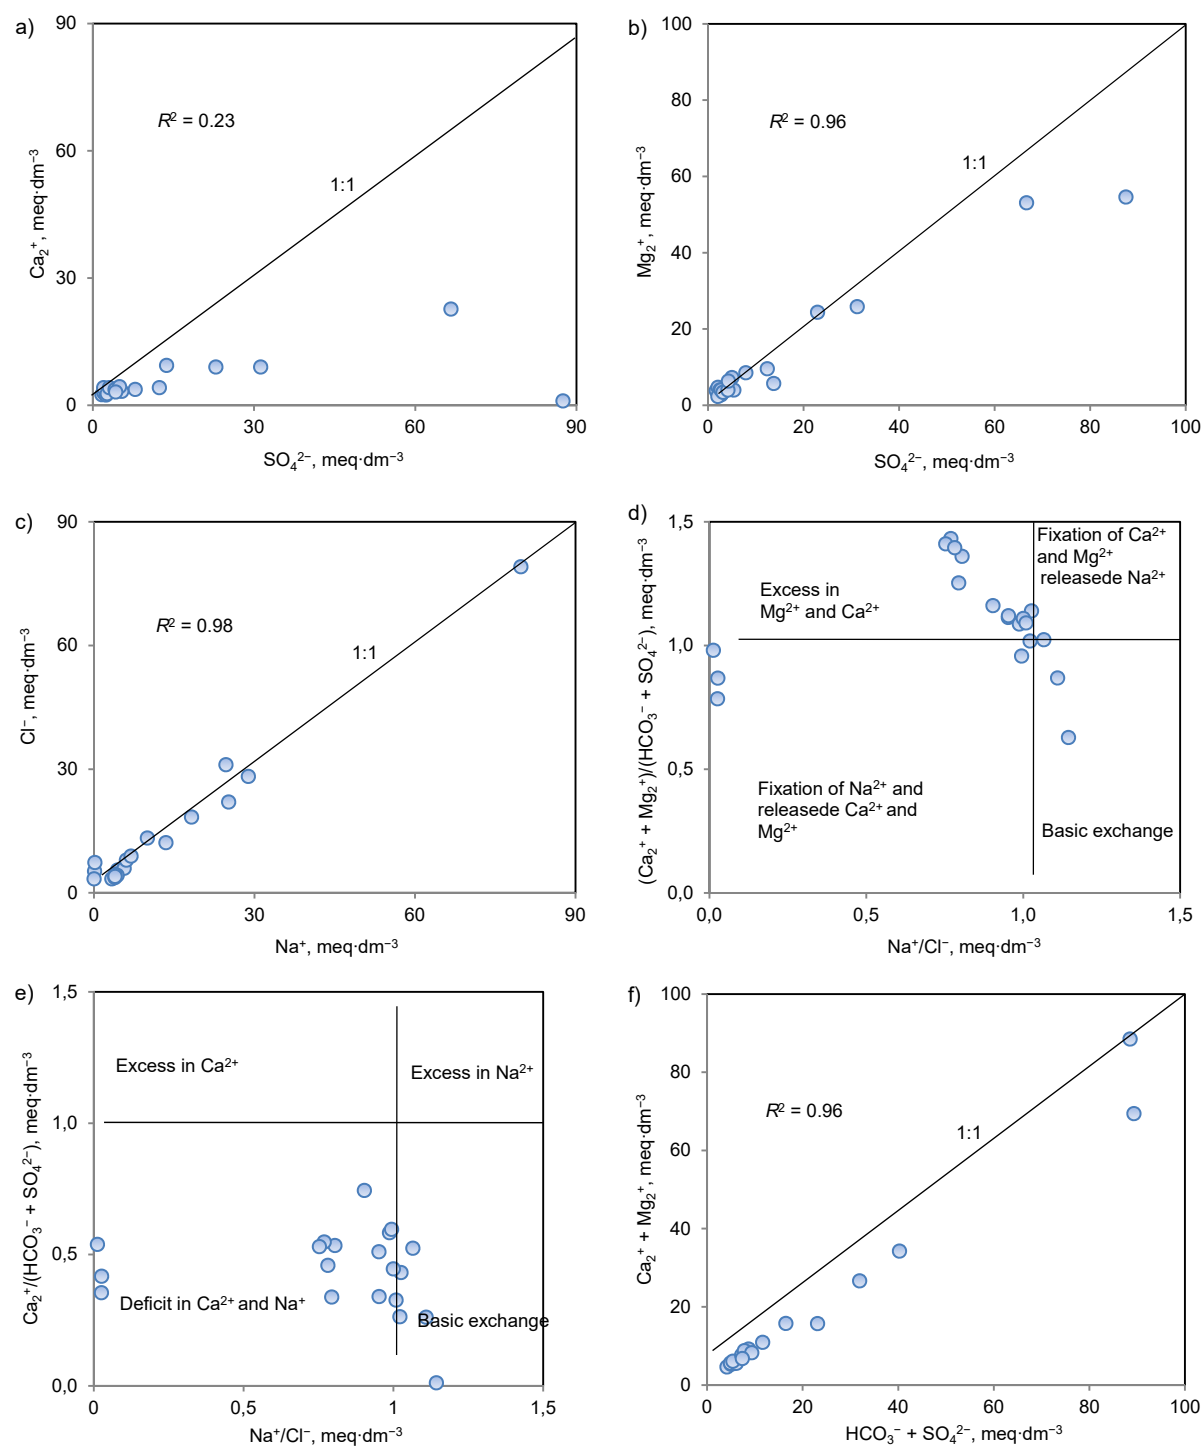 a)
90
60
30
0
0
30
60
90
R² = 0.23
1:1
Ca₂⁺, meq·dm⁻³
SO₄²⁻, meq·dm⁻³
b)
100
80
60
40
20
0
0
20
40
60
80
100
R² = 0.96
1:1
Mg₂⁺, meq·dm⁻³
SO₄²⁻, meq·dm⁻³
c)
90
60
30
0
0
30
60
90
R² = 0.98
1:1
Cl⁻, meq·dm⁻³
Na⁺, meq·dm⁻³
d)
1,5
1,0
0,5
0,0
0,0
0,5
1,0
1,5
Fixation of Ca²⁺
and Mg²⁺
releasede Na²⁺
Excess in
Mg²⁺ and Ca²⁺
Fixation of Na²⁺ and
releasede Ca²⁺ and
Mg²⁺
Basic exchange
(Ca₂⁺ + Mg₂⁺)/(HCO₃⁻ + SO₄²⁻), meq·dm⁻³
Na⁺/Cl⁻, meq·dm⁻³
e)
1,5
1,0
0,5
0,0
0
0,5
1
1,5
Excess in Ca²⁺
Excess in Na²⁺
Deficit in Ca²⁺ and Na⁺
Basic exchange
Ca₂⁺/(HCO₃⁻ + SO₄²⁻), meq·dm⁻³
Na⁺/Cl⁻, meq·dm⁻³
f)
100
80
60
40
20
0
0
20
40
60
80
100
R² = 0.96
1:1
Ca₂⁺ + Mg₂⁺, meq·dm⁻³
HCO₃⁻ + SO₄²⁻, meq·dm⁻³